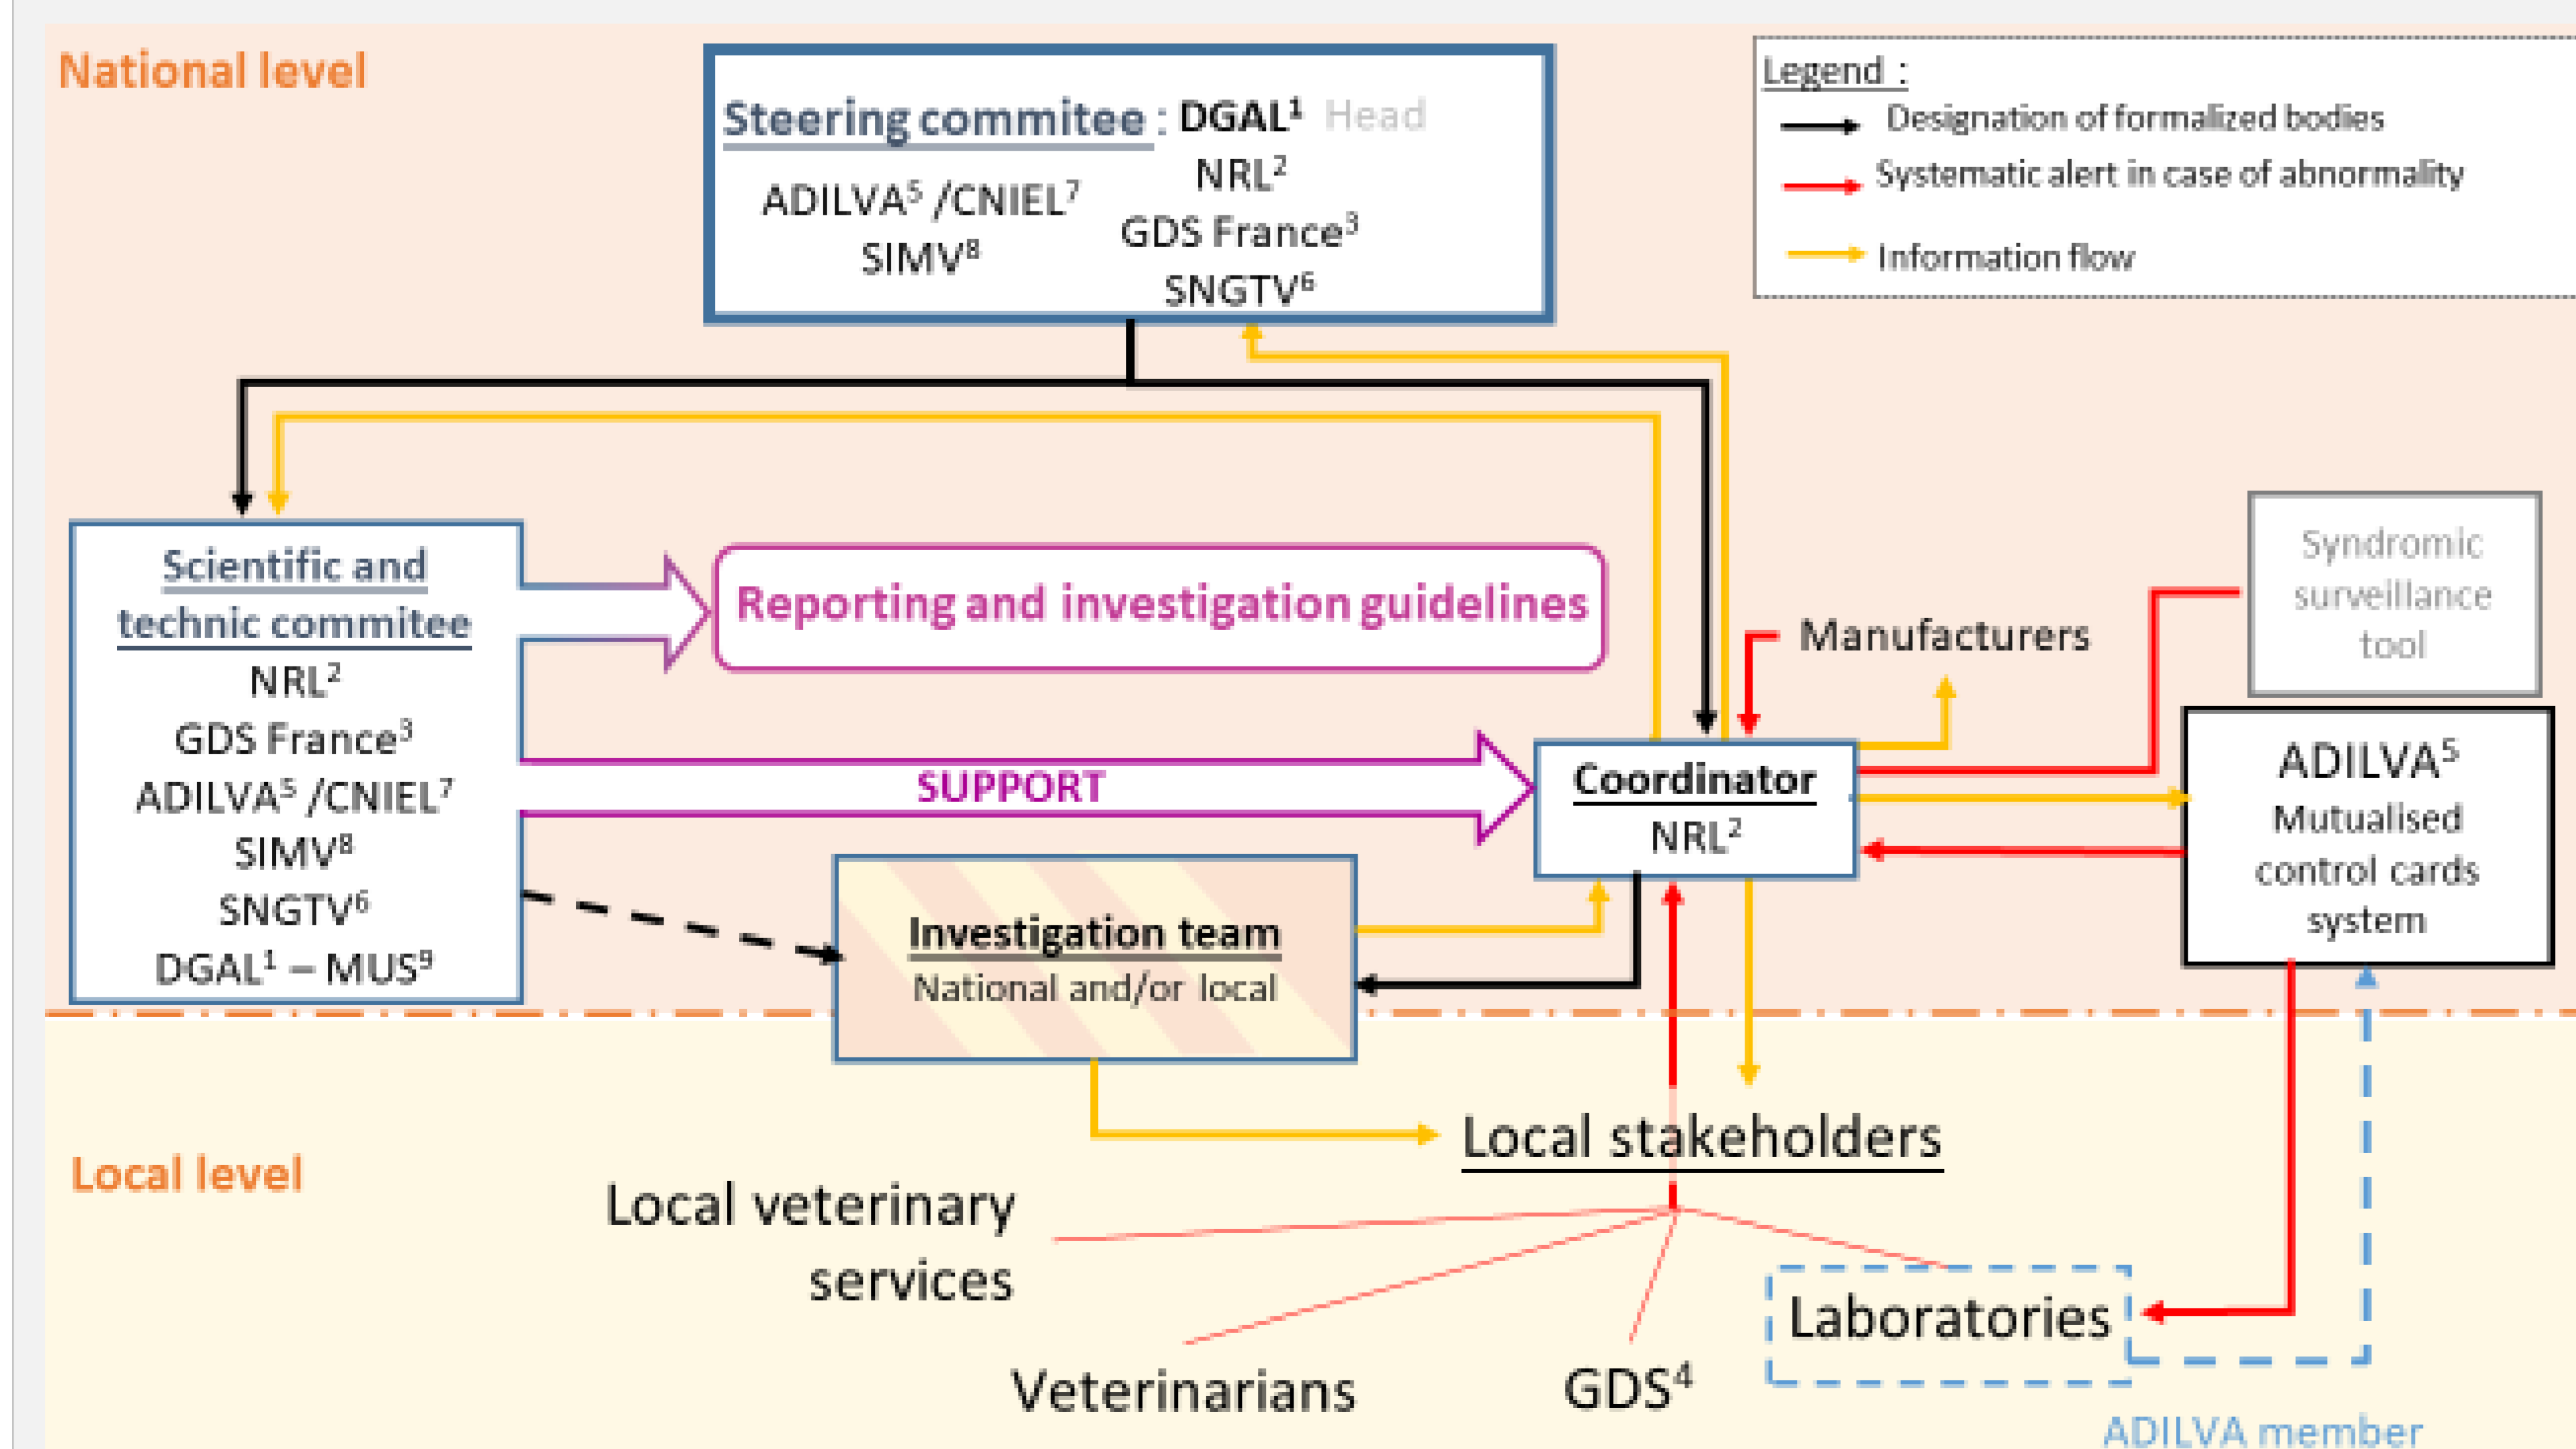 National level
Steering commitee : DGAL¹ Head
NRL²
ADILVA⁵ /CNIEL⁷
GDS France³
SIMV⁸
SNGTV⁶
Legend :
Designation of formalized bodies
Systematic alert in case of abnormality
Information flow
Scientific and
technic commitee
NRL²
GDS France³
ADILVA⁵ /CNIEL⁷
SIMV⁸
SNGTV⁶
DGAL¹ – MUS⁹
Reporting and investigation guidelines
SUPPORT
Manufacturers
Syndromic
surveillance
tool
Coordinator
NRL²
ADILVA⁵
Mutualised
control cards
system
Investigation team
National and/or local
Local level
Local stakeholders
Local veterinary
services
Veterinarians
GDS⁴
Laboratories
ADILVA member